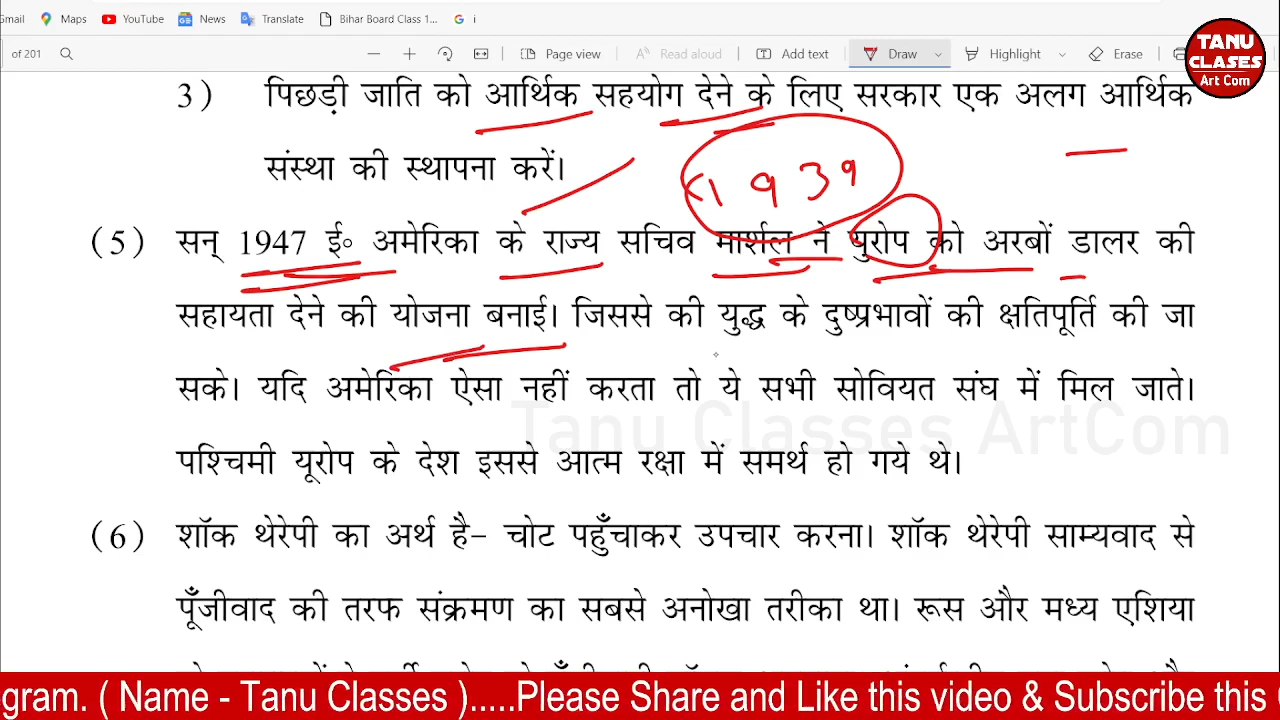 Gmail Maps YouTube News Translate Bihar Board Class 1... i
of 201 Page view Read aloud Add text Draw Highlight Erase
TANU
CLASES
Art Com
3) पिछड़ी जाति को आर्थिक सहयोग देने के लिए सरकार एक अलग आर्थिक
संस्था की स्थापना करें।
1939
(5) सन् 1947 ई॰ अमेरिका के राज्य सचिव मार्शल ने युरोप को अरबों डालर की
सहायता देने की योजना बनाई। जिससे की युद्ध के दुष्प्रभावों की क्षतिपूर्ति की जा
सके। यदि अमेरिका ऐसा नहीं करता तो ये सभी सोवियत संघ में मिल जाते।
Tanu Classes ArtCom
पश्चिमी यूरोप के देश इससे आत्म रक्षा में समर्थ हो गये थे।
(6) शॉक थेरेपी का अर्थ है- चोट पहुँचाकर उपचार करना। शॉक थेरेपी साम्यवाद से
पूँजीवाद की तरफ संक्रमण का सबसे अनोखा तरीका था। रूस और मध्य एशिया
gram. ( Name - Tanu Classes ).....Please Share and Like this video & Subscribe this